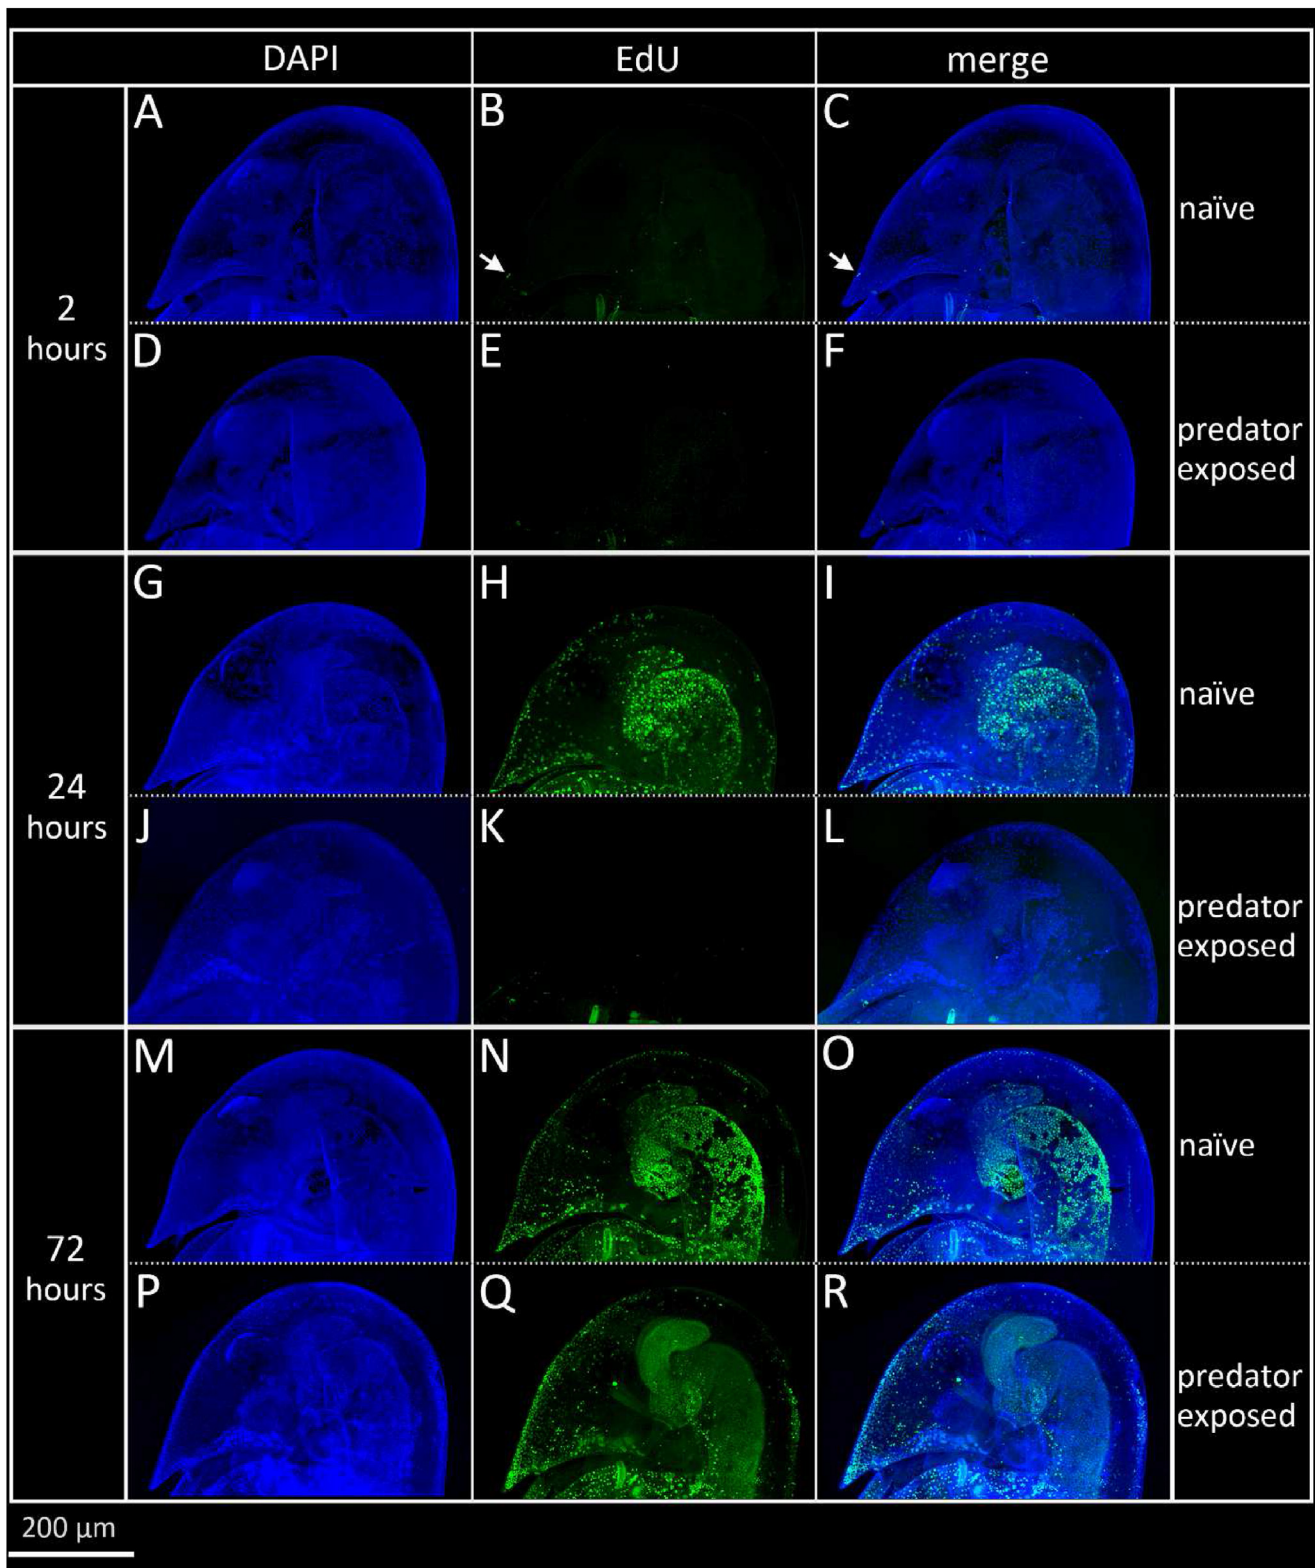 DAPI EdU merge
A B C
naïve
2
hours
D E F
predator
exposed
G H I
naïve
24
hours
J K L
predator
exposed
M N O
naïve
72
hours
P Q R
predator
exposed
200 µm